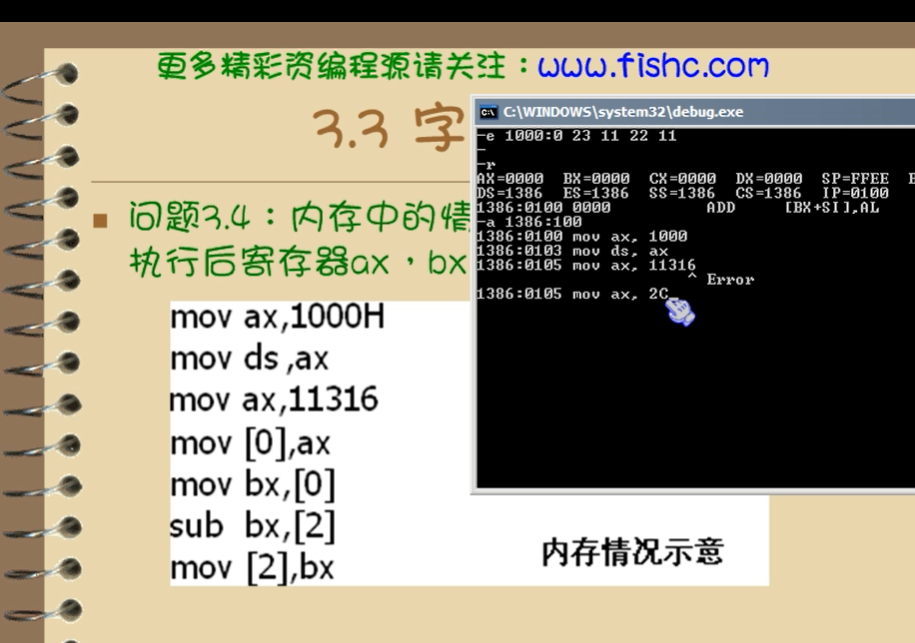 更多精彩资编程源请关注：www.fishc.com
3.3 字
问题3.4：内存中的情
执行后寄存器ax，bx
mov ax,1000H
mov ds ,ax
mov ax,11316
mov [0],ax
mov bx,[0]
sub bx,[2]
mov [2],bx
内存情况示意
C:\WINDOWS\system32\debug.exe
-e 1000:0 23 11 22 11
-
-r
AX=0000 BX=0000 CX=0000 DX=0000 SP=FFEE
DS=1386 ES=1386 SS=1386 CS=1386 IP=0100
1386:0100 0000 ADD [BX+SI],AL
-a 1386:100
1386:0100 mov ax, 1000
1386:0103 mov ds, ax
1386:0105 mov ax, 11316
^ Error
1386:0105 mov ax, 2C_